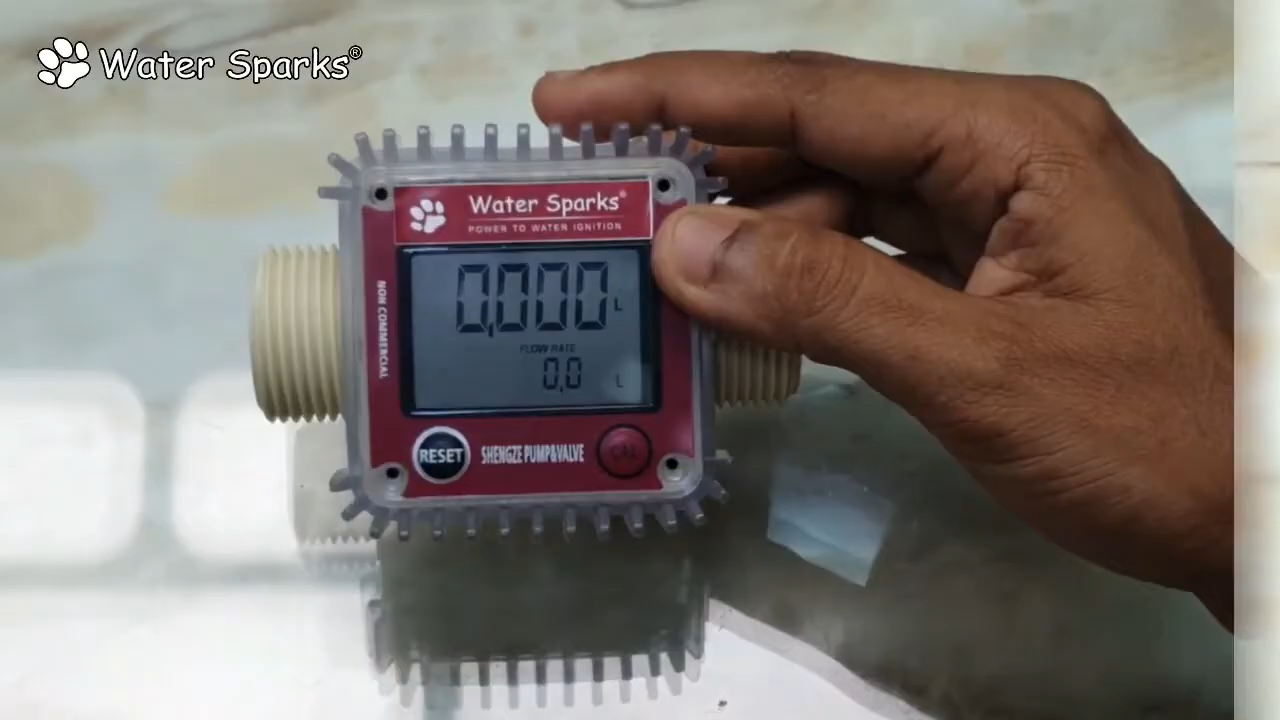 Water Sparks®
Water Sparks®
POWER TO WATER IGNITION
NON COMMERCIAL
0,000 L
FLOW RATE
0,0 L
RESET
SHENGZE PUMP&VALVE
CAL